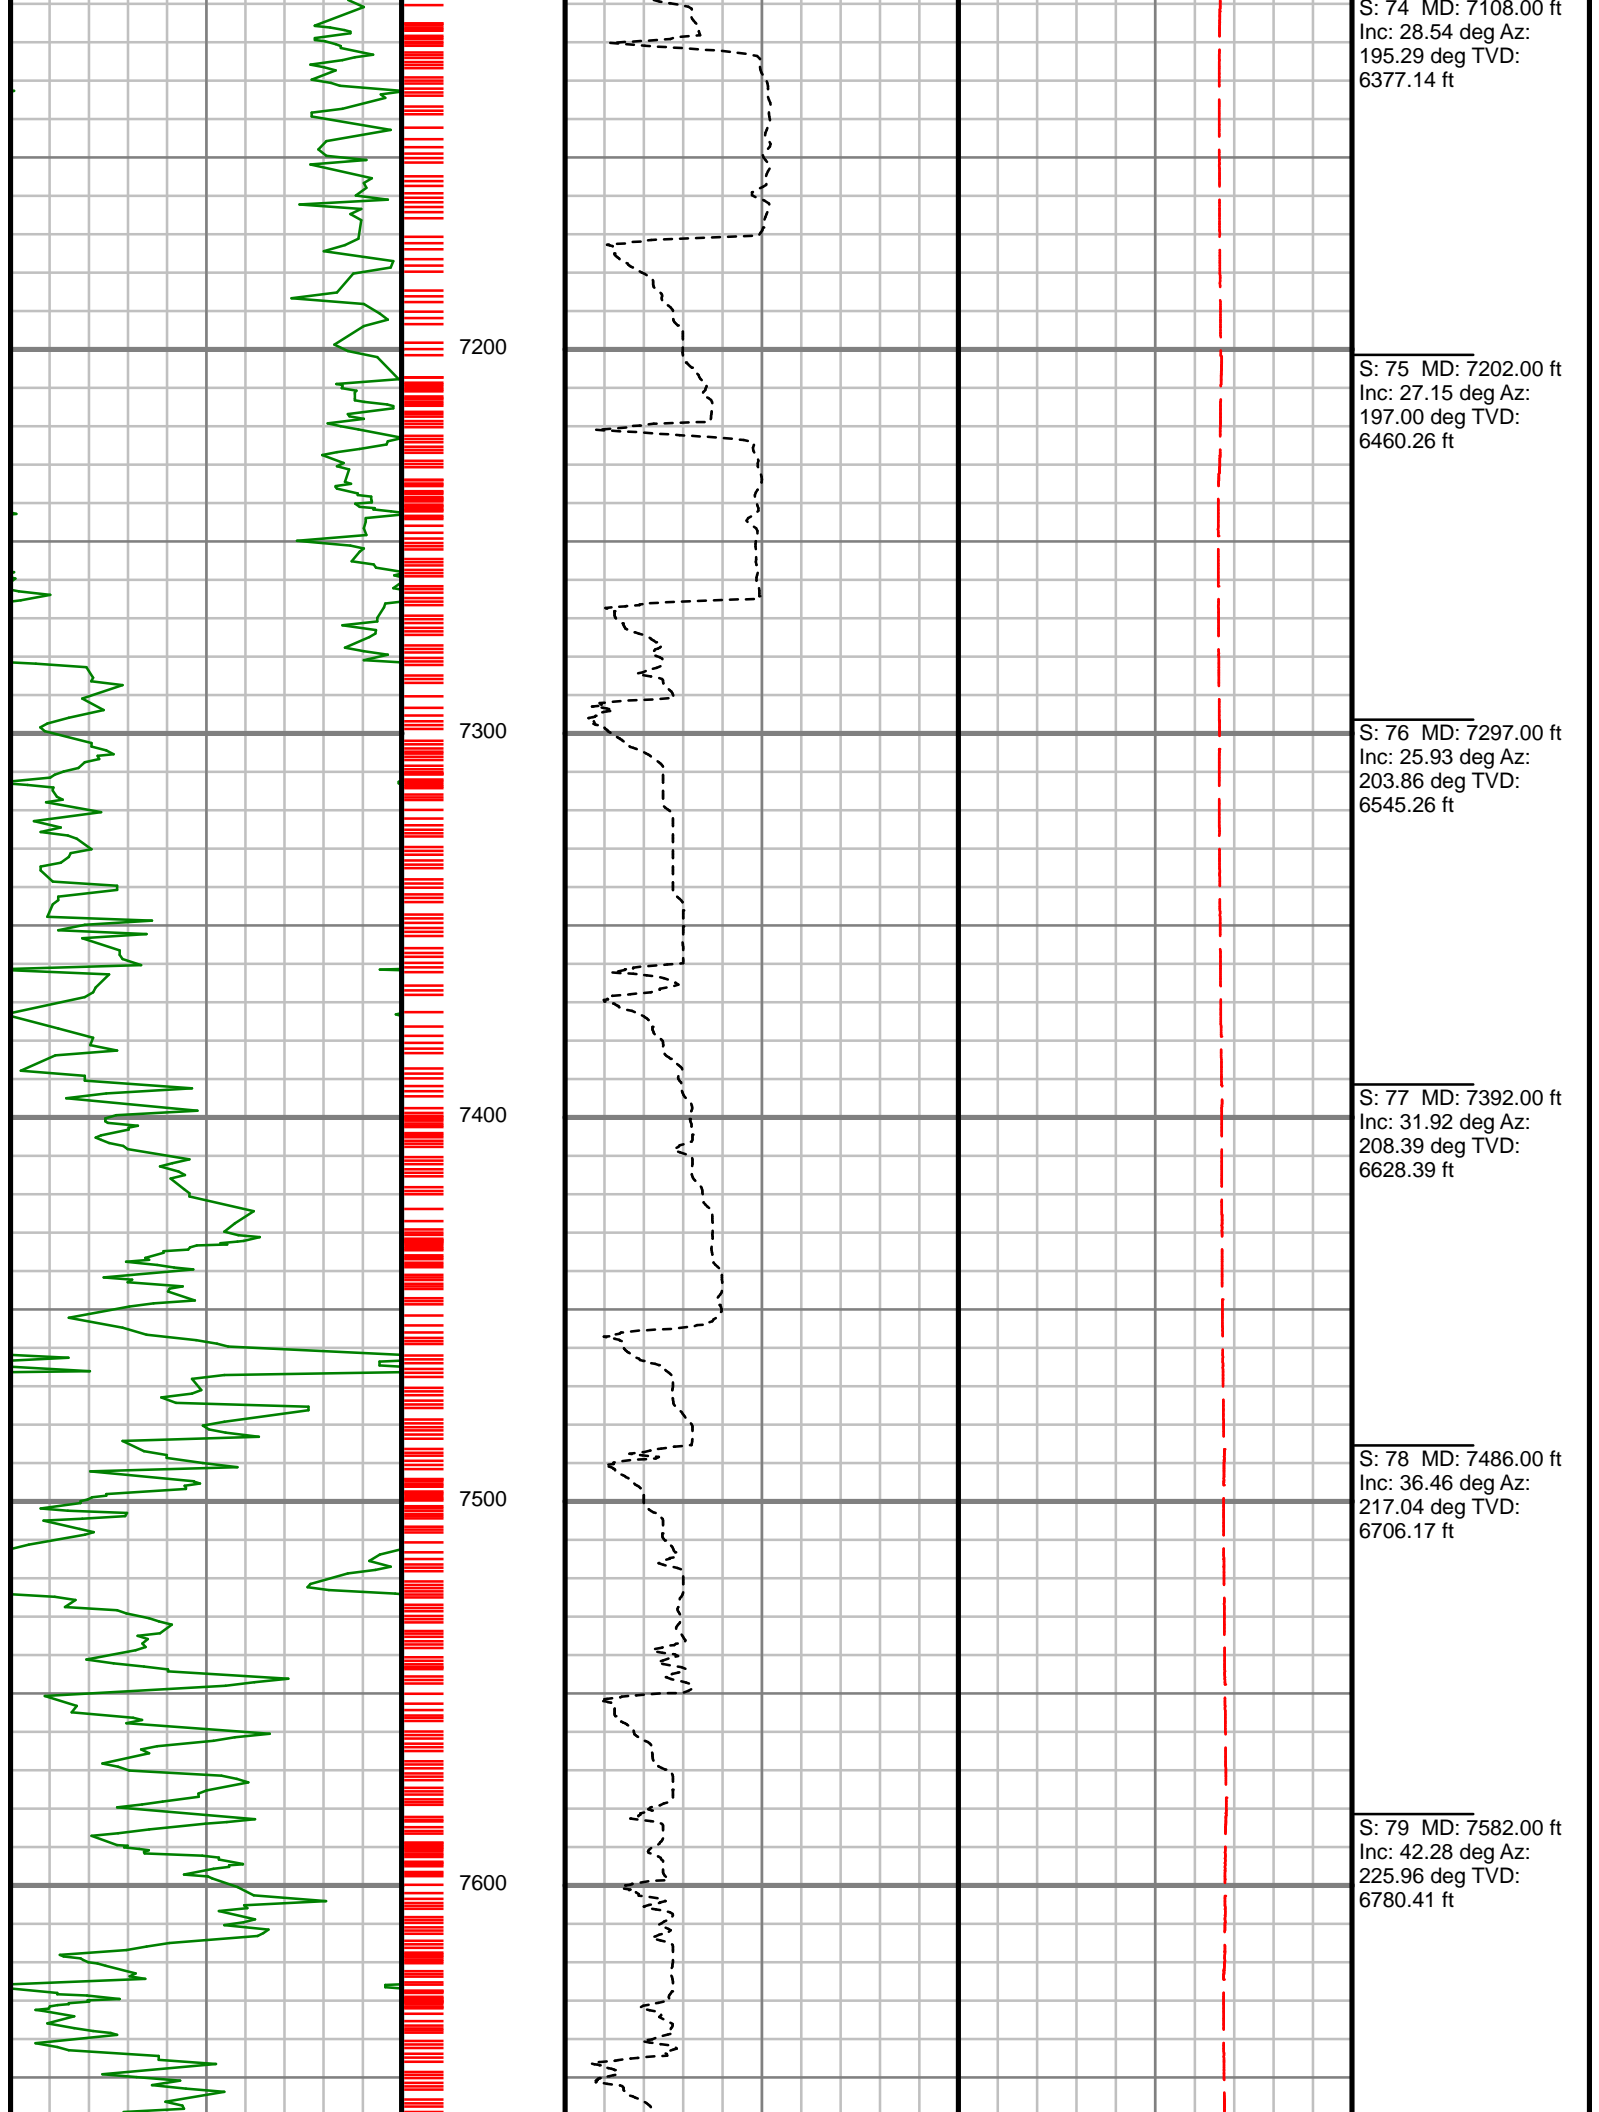 S: 74 MD: 7108.00 ft
Inc: 28.54 deg Az:
195.29 deg TVD:
6377.14 ft
7200
S: 75 MD: 7202.00 ft
Inc: 27.15 deg Az:
197.00 deg TVD:
6460.26 ft
7300
S: 76 MD: 7297.00 ft
Inc: 25.93 deg Az:
203.86 deg TVD:
6545.26 ft
7400
S: 77 MD: 7392.00 ft
Inc: 31.92 deg Az:
208.39 deg TVD:
6628.39 ft
7500
S: 78 MD: 7486.00 ft
Inc: 36.46 deg Az:
217.04 deg TVD:
6706.17 ft
7600
S: 79 MD: 7582.00 ft
Inc: 42.28 deg Az:
225.96 deg TVD:
6780.41 ft